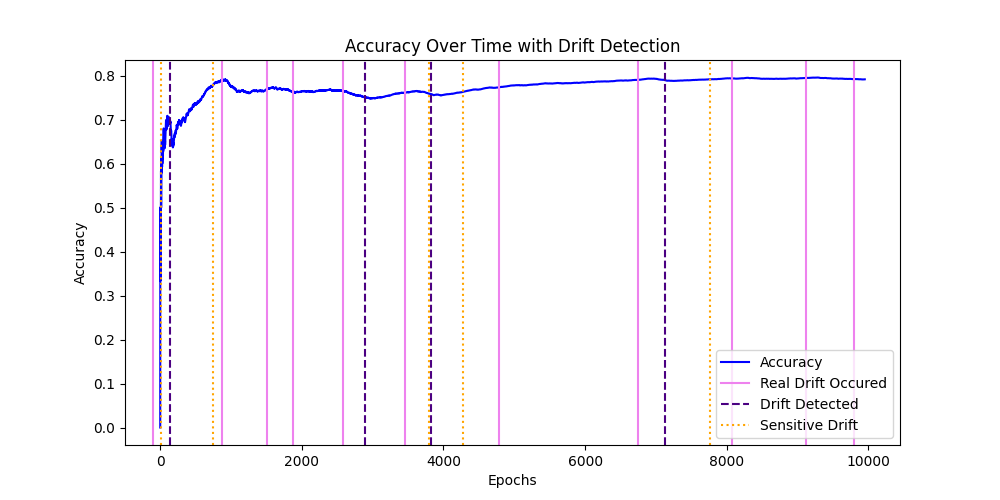 Accuracy Over Time with Drift Detection
Accuracy
0.8
0.7
0.6
0.5
0.4
0.3
0.2
0.1
0.0
Accuracy
Real Drift Occured
Drift Detected
Sensitive Drift
0 2000 4000 6000 8000 10000
Epochs